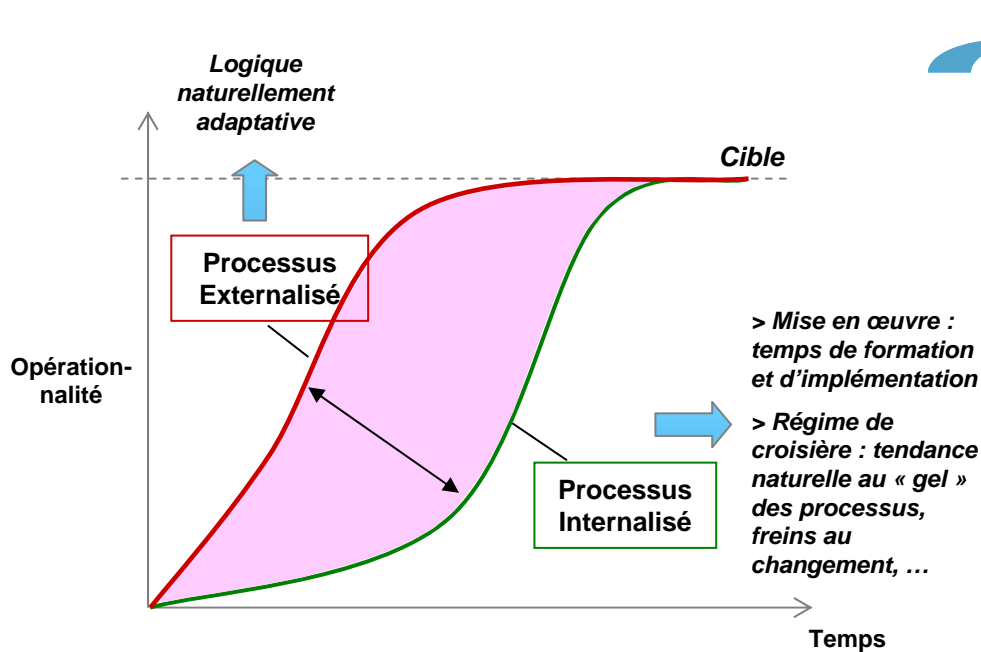 Logique
naturellement
adaptative
Cible
Processus
Externalisé
Opération-
nalité
> Mise en œuvre :
temps de formation
et d’implémentation
> Régime de
croisière : tendance
naturelle au « gel »
des processus,
freins au
changement, …
Processus
Internalisé
Temps